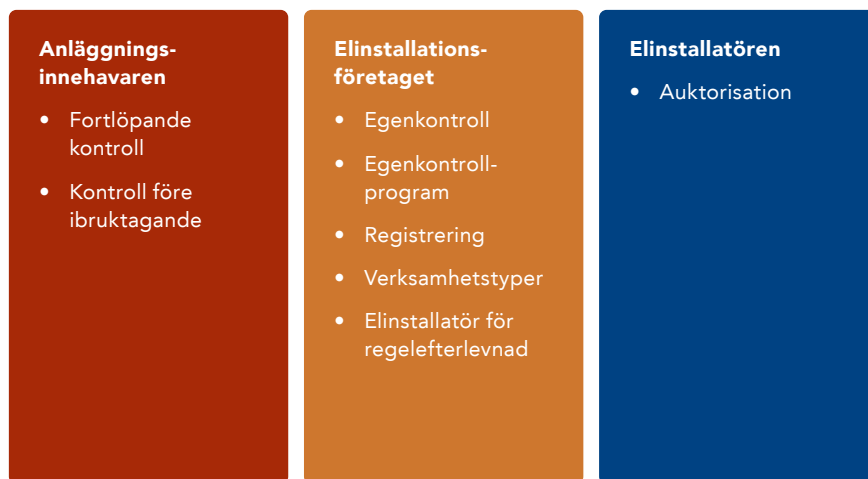 Anläggnings-
innehavaren
• Fortlöpande
kontroll
• Kontroll före
ibruktagande
Elinstallations-
företaget
• Egenkontroll
• Egenkontroll-
program
• Registrering
• Verksamhetstyper
• Elinstallatör för
regelefterlevnad
Elinstallatören
• Auktorisation